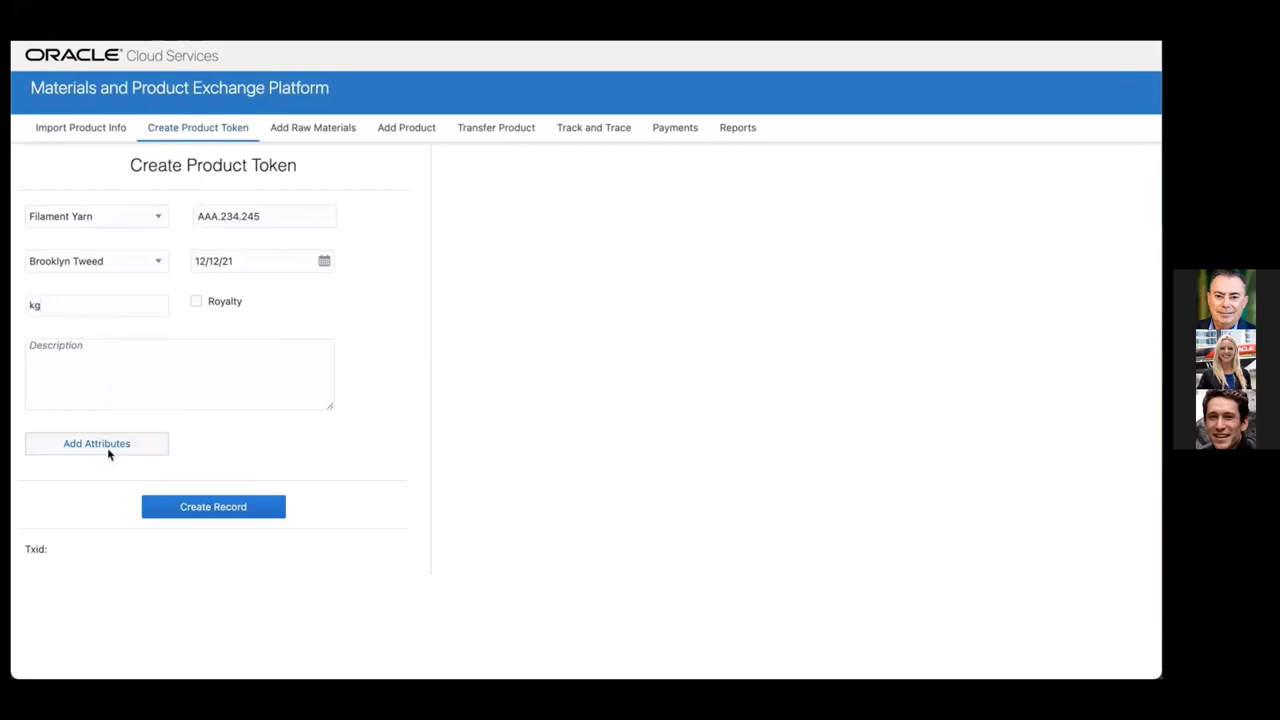 ORACLE Cloud Services
Materials and Product Exchange Platform
Import Product Info Create Product Token Add Raw Materials Add Product Transfer Product Track and Trace Payments Reports
Create Product Token
Filament Yarn AAA.234.245
Brooklyn Tweed 12/12/21
kg Royalty
Description
Add Attributes
Create Record
Txid: